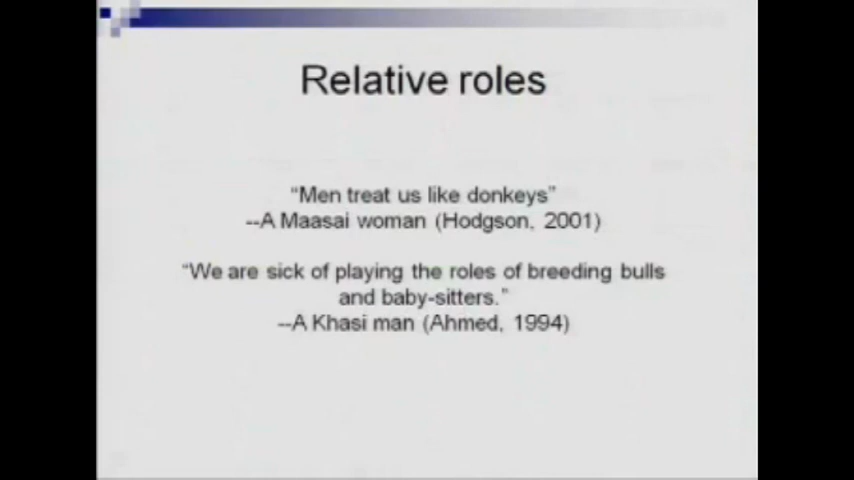 Relative roles
“Men treat us like donkeys”
--A Maasai woman (Hodgson, 2001)
“We are sick of playing the roles of breeding bulls
and baby-sitters.”
--A Khasi man (Ahmed, 1994)